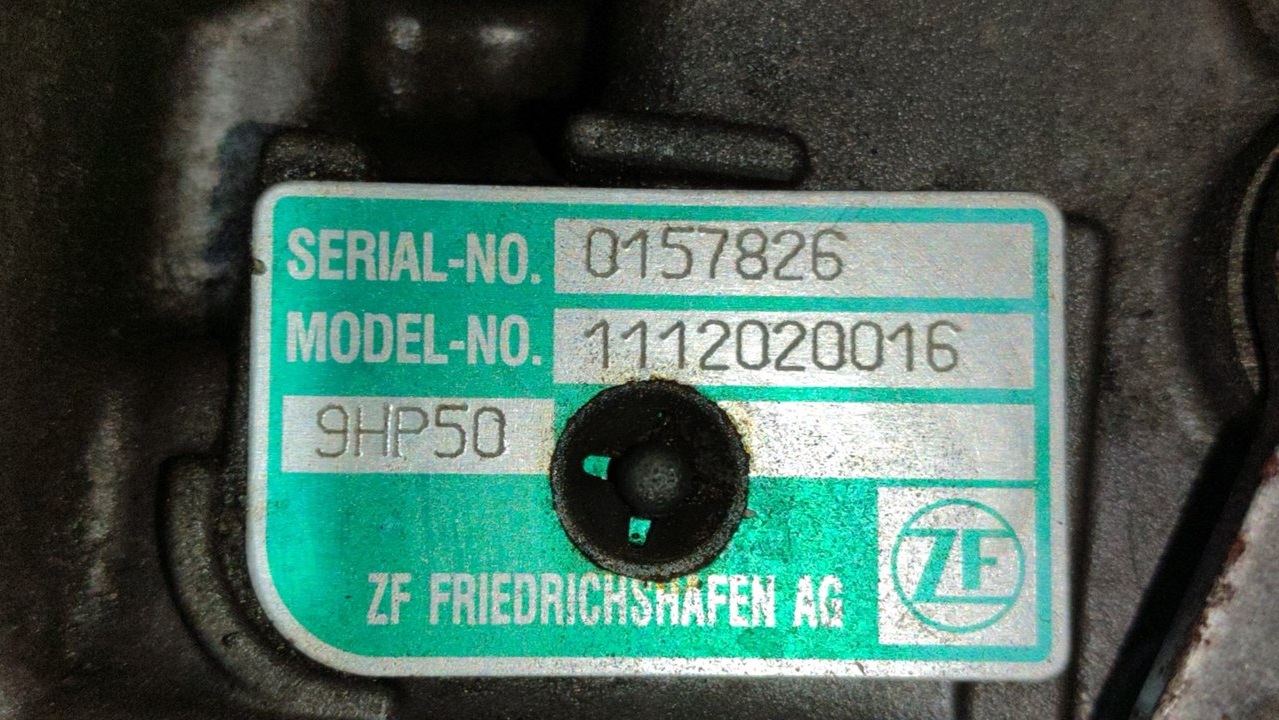 SERIAL-NO. 0157826
MODEL-NO. 1112020016
9HP50
ZF
ZF FRIEDRICHSHAFEN AG